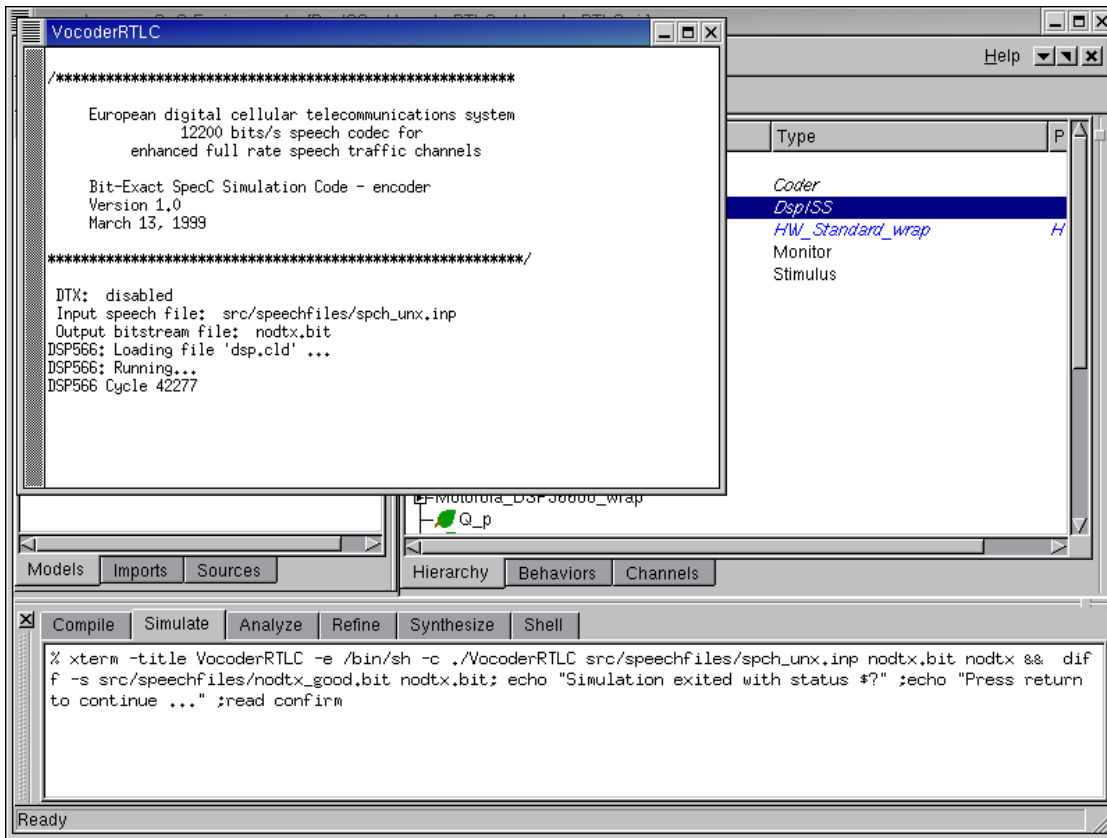 VocoderRTLC
/*******************************************************
European digital cellular telecommunications system
12200 bits/s speech codec for
enhanced full rate speech traffic channels
Bit-Exact SpecC Simulation Code - encoder
Version 1.0
March 13, 1999
*********************************************************/
DTX:  disabled
Input speech file:  src/speechfiles/spch_unx.inp
Output bitstream file:  nodtx.bit
DSP566: Loading file 'dsp.cld' ...
DSP566: Running...
DSP566 Cycle 42277
Help
Type P
Coder
DspISS
HW_Standard_wrap H
Monitor
Stimulus
Motorola_DSP56600_wrap
Q_p
Models Imports Sources
Hierarchy Behaviors Channels
Compile Simulate Analyze Refine Synthesize Shell
% xterm -title VocoderRTLC -e /bin/sh -c ./VocoderRTLC src/speechfiles/spch_unx.inp nodtx.bit nodtx &&  dif
f -s src/speechfiles/nodtx_good.bit nodtx.bit; echo "Simulation exited with status $?" ;echo "Press return
to continue ..." ;read confirm
Ready